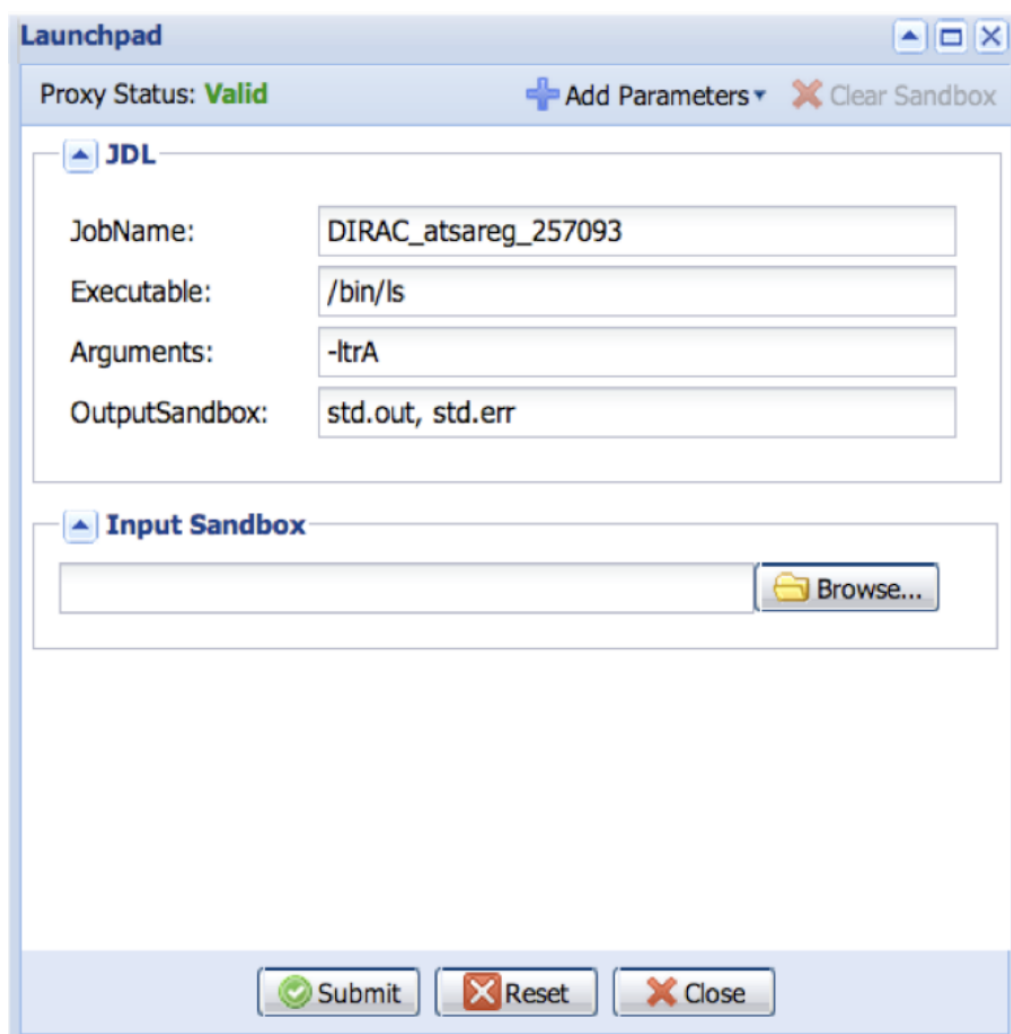 Launchpad
Proxy Status: Valid Add Parameters Clear Sandbox
JDL
JobName: DIRAC_atsareg_257093
Executable: /bin/ls
Arguments: -ltrA
OutputSandbox: std.out, std.err
Input Sandbox
Browse...
Submit Reset Close